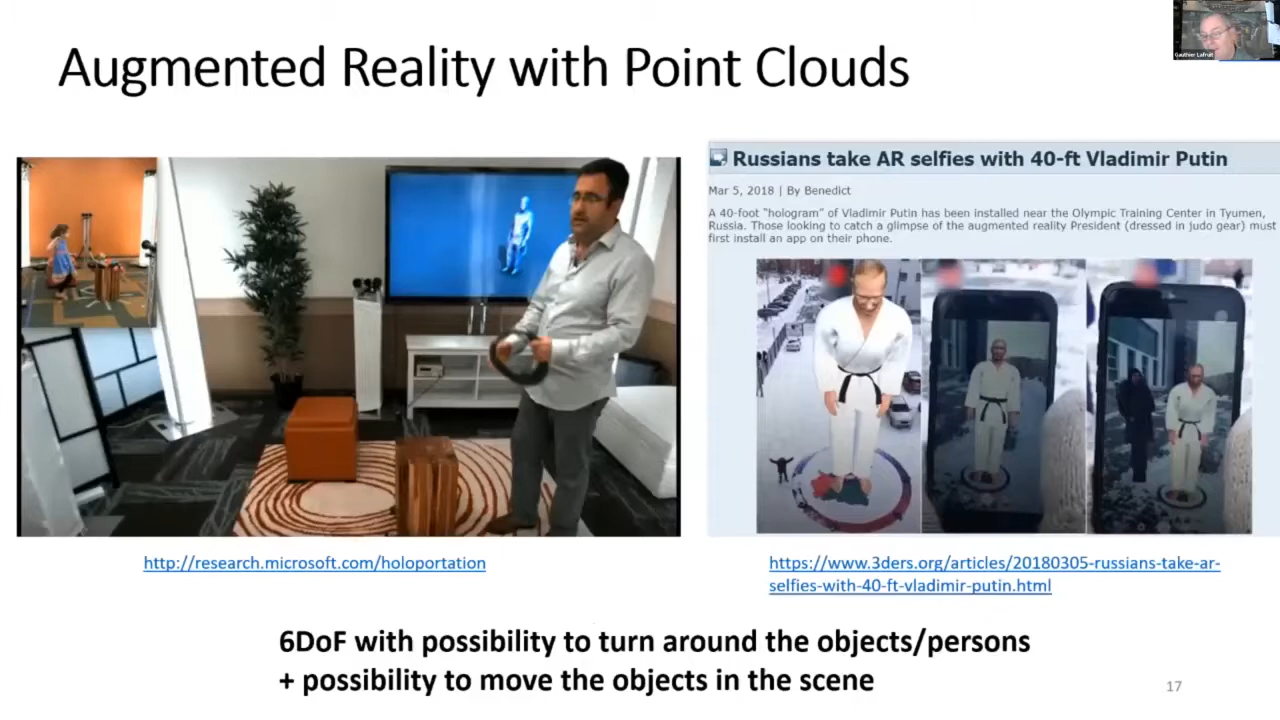 Augmented Reality with Point Clouds
Gauthier Lafruit
Russians take AR selfies with 40-ft Vladimir Putin
Mar 5, 2018 | By Benedict
A 40-foot "hologram" of Vladimir Putin has been installed near the Olympic Training Center in Tyumen,
Russia. Those looking to catch a glimpse of the augmented reality President (dressed in judo gear) must
first install an app on their phone.
http://research.microsoft.com/holoportation
https://www.3ders.org/articles/20180305-russians-take-ar-
selfies-with-40-ft-vladimir-putin.html
6DoF with possibility to turn around the objects/persons
+ possibility to move the objects in the scene
17